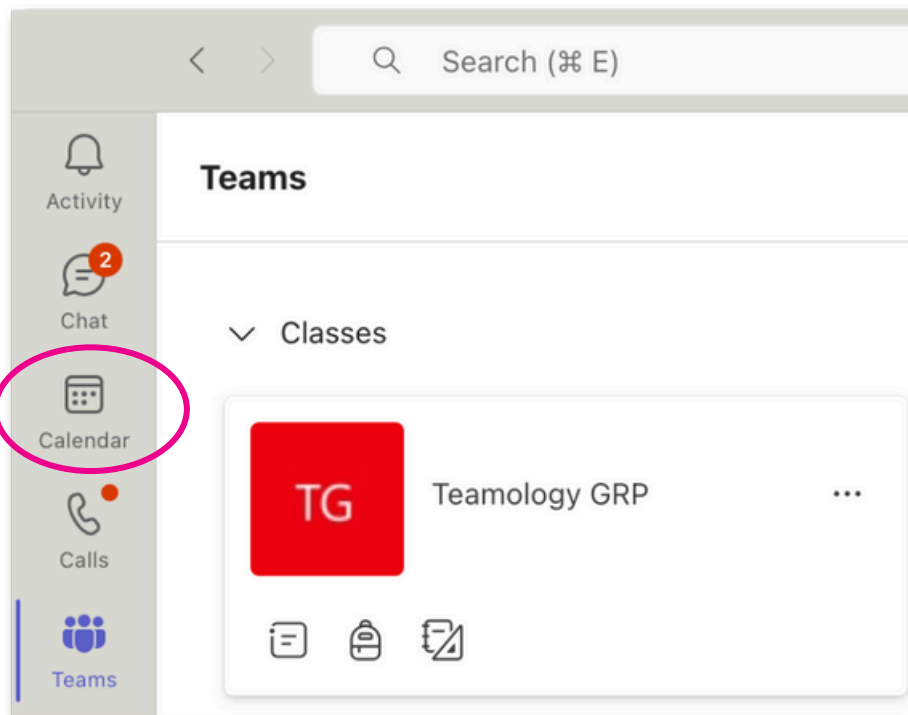 Search (⌘ E)
Activity
Teams
2
Chat
Classes
Calendar
TG
Teamology GRP
...
Calls
Teams